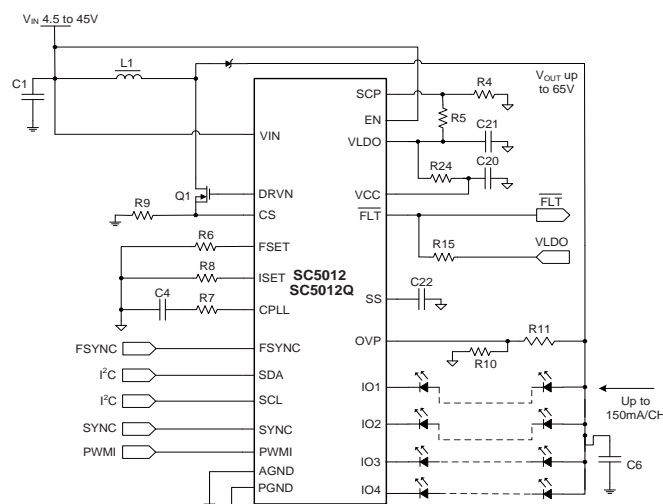 V_IN 4.5 to 45V
L1
C1
V_OUT up
to 65V
SCP
R4
EN
R5
C21
VIN
VLDO
R24
C20
Q1
DRVN
VCC
R9
CS
FLT
FLT
R6
FSET
R15
VLDO
R8
ISET
SC5012
SC5012Q
C4
R7
CPLL
SS
C22
FSYNC
FSYNC
OVP
R11
R10
I²C
SDA
IO1
I²C
SCL
Up to
150mA/CH
SYNC
SYNC
IO2
PWMI
PWMI
IO3
C6
AGND
PGND
IO4